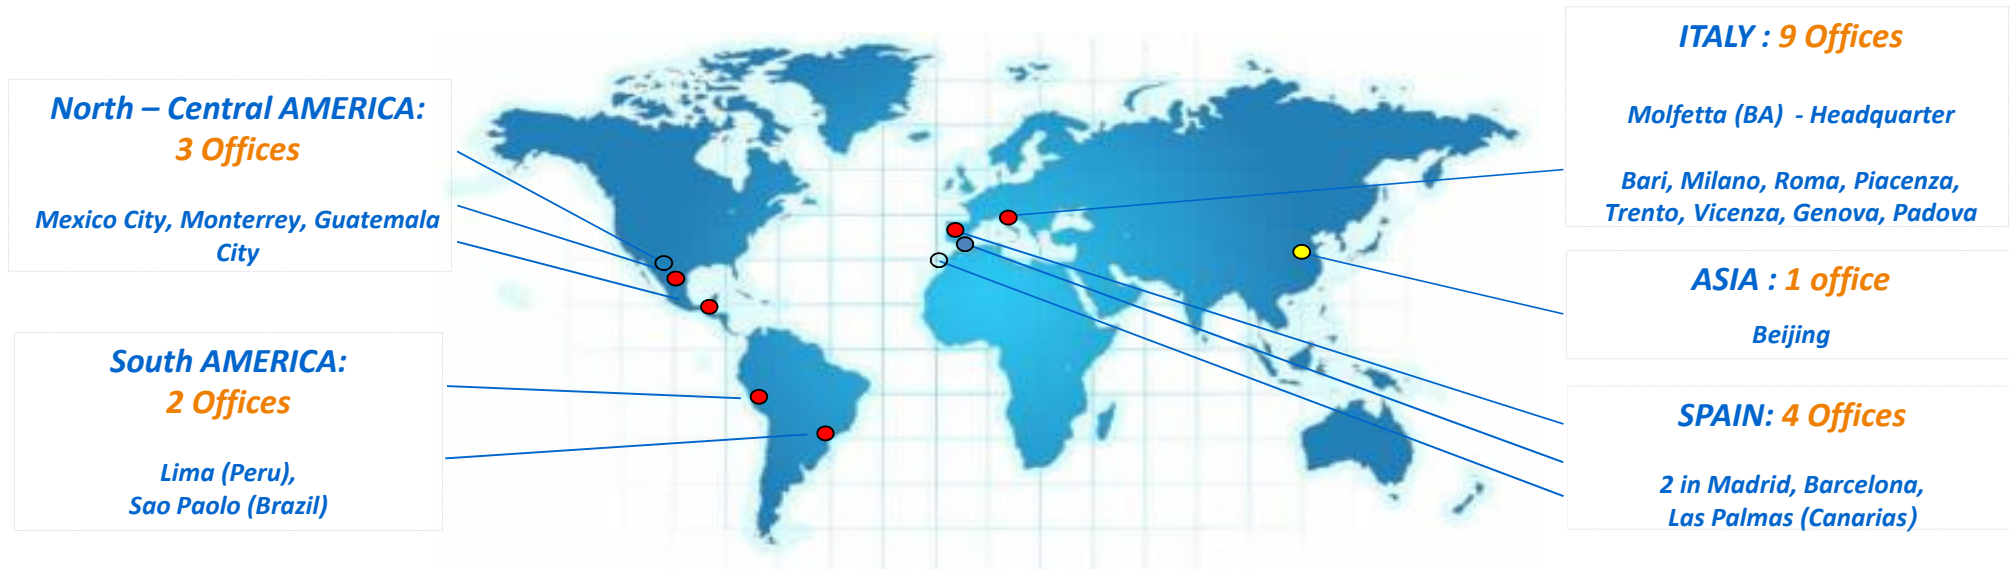 North – Central AMERICA:
3 Offices
Mexico City, Monterrey, Guatemala
City
South AMERICA:
2 Offices
Lima (Peru),
Sao Paolo (Brazil)
ITALY : 9 Offices
Molfetta (BA)  - Headquarter
Bari, Milano, Roma, Piacenza,
Trento, Vicenza, Genova, Padova
ASIA : 1 office
Beijing
SPAIN: 4 Offices
2 in Madrid, Barcelona,
Las Palmas (Canarias)